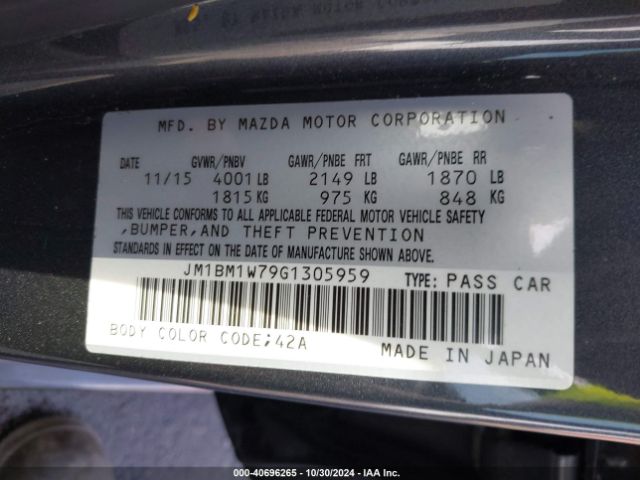 MFD. BY MAZDA MOTOR CORPORATION
DATE GVWR/PNBV GAWR/PNBE FRT GAWR/PNBE RR
11/15 4001 LB 2149 LB 1870 LB
1815 KG 975 KG 848 KG
THIS VEHICLE CONFORMS TO ALL APPLICABLE FEDERAL MOTOR VEHICLE SAFETY
,BUMPER,AND THEFT PREVENTION
STANDARDS IN EFFECT ON THE DATE OF MANUFACTURE SHOWN ABOVE.
JM1BM1W79G1305959 TYPE: PASS CAR
BODY COLOR CODE;42A MADE IN JAPAN
000-40696265 - 10/30/2024 - IAA Inc.